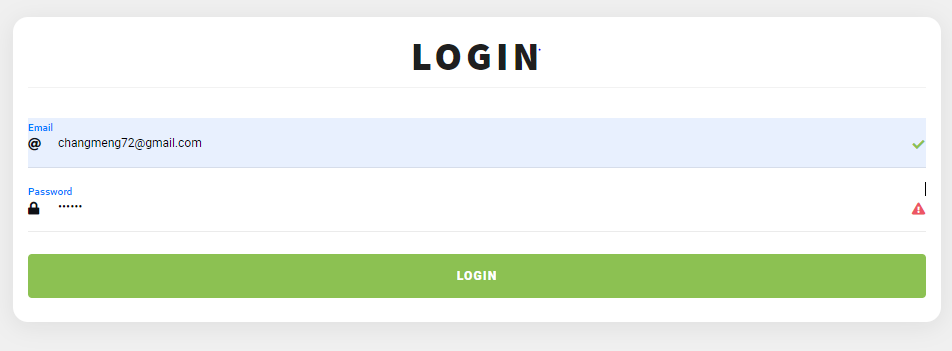 LOGIN
Email
@ changmeng72@gmail.com
Password
••••••
LOGIN